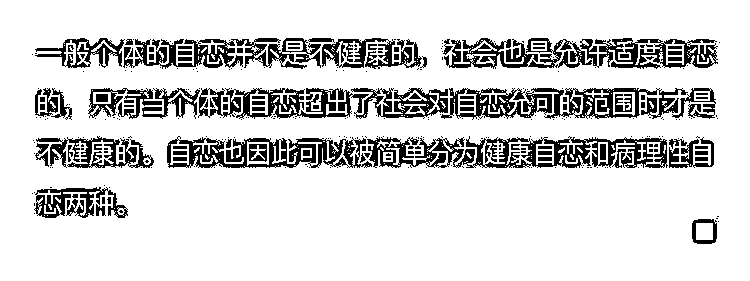 一般个体的自恋并不是不健康的，社会也是允许适度自恋
的，只有当个体的自恋超出了社会对自恋允可的范围时才是
不健康的。自恋也因此可以被简单分为健康自恋和病理性自
恋两种。